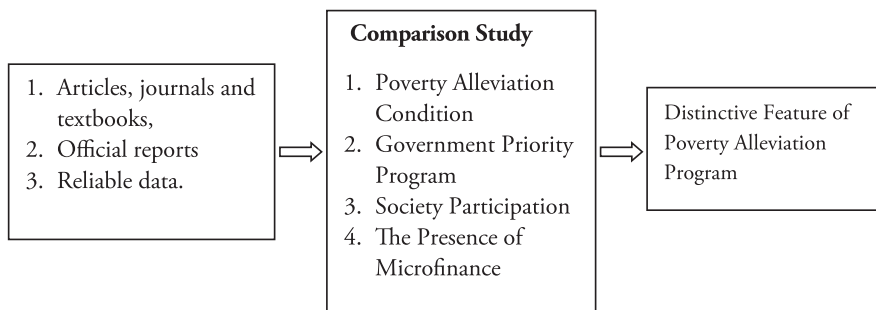 1. Articles, journals and
textbooks,
2. Official reports
3. Reliable data.
Comparison Study
1. Poverty Alleviation
Condition
2. Government Priority
Program
3. Society Participation
4. The Presence of
Microfinance
Distinctive Feature of
Poverty Alleviation
Program